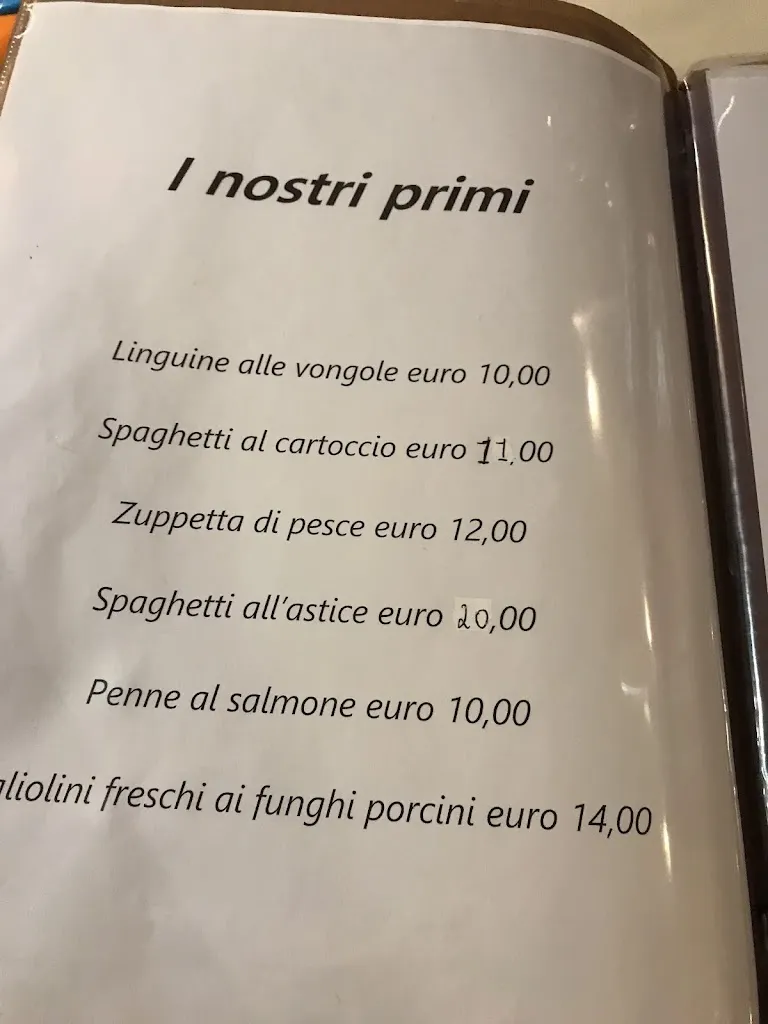 I nostri primi
Linguine alle vongole euro 10,00
Spaghetti al cartoccio euro 11,00
Zuppetta di pesce euro 12,00
Spaghetti all'astice euro 20,00
Penne al salmone euro 10,00
freschi ai funghi porcini euro 14,00